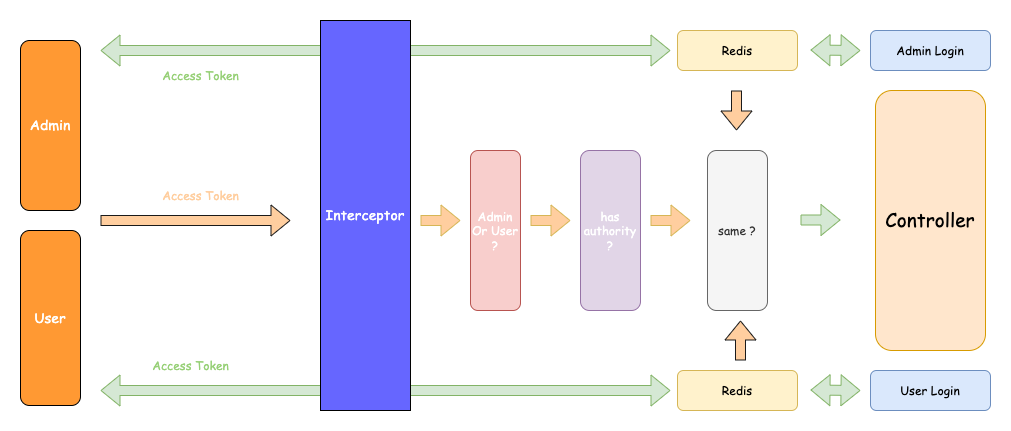 Redis
Admin Login
Access Token
Admin
Access Token
Interceptor
Admin
Or User
?
has
authority
?
same ?
Controller
User
Access Token
Redis
User Login